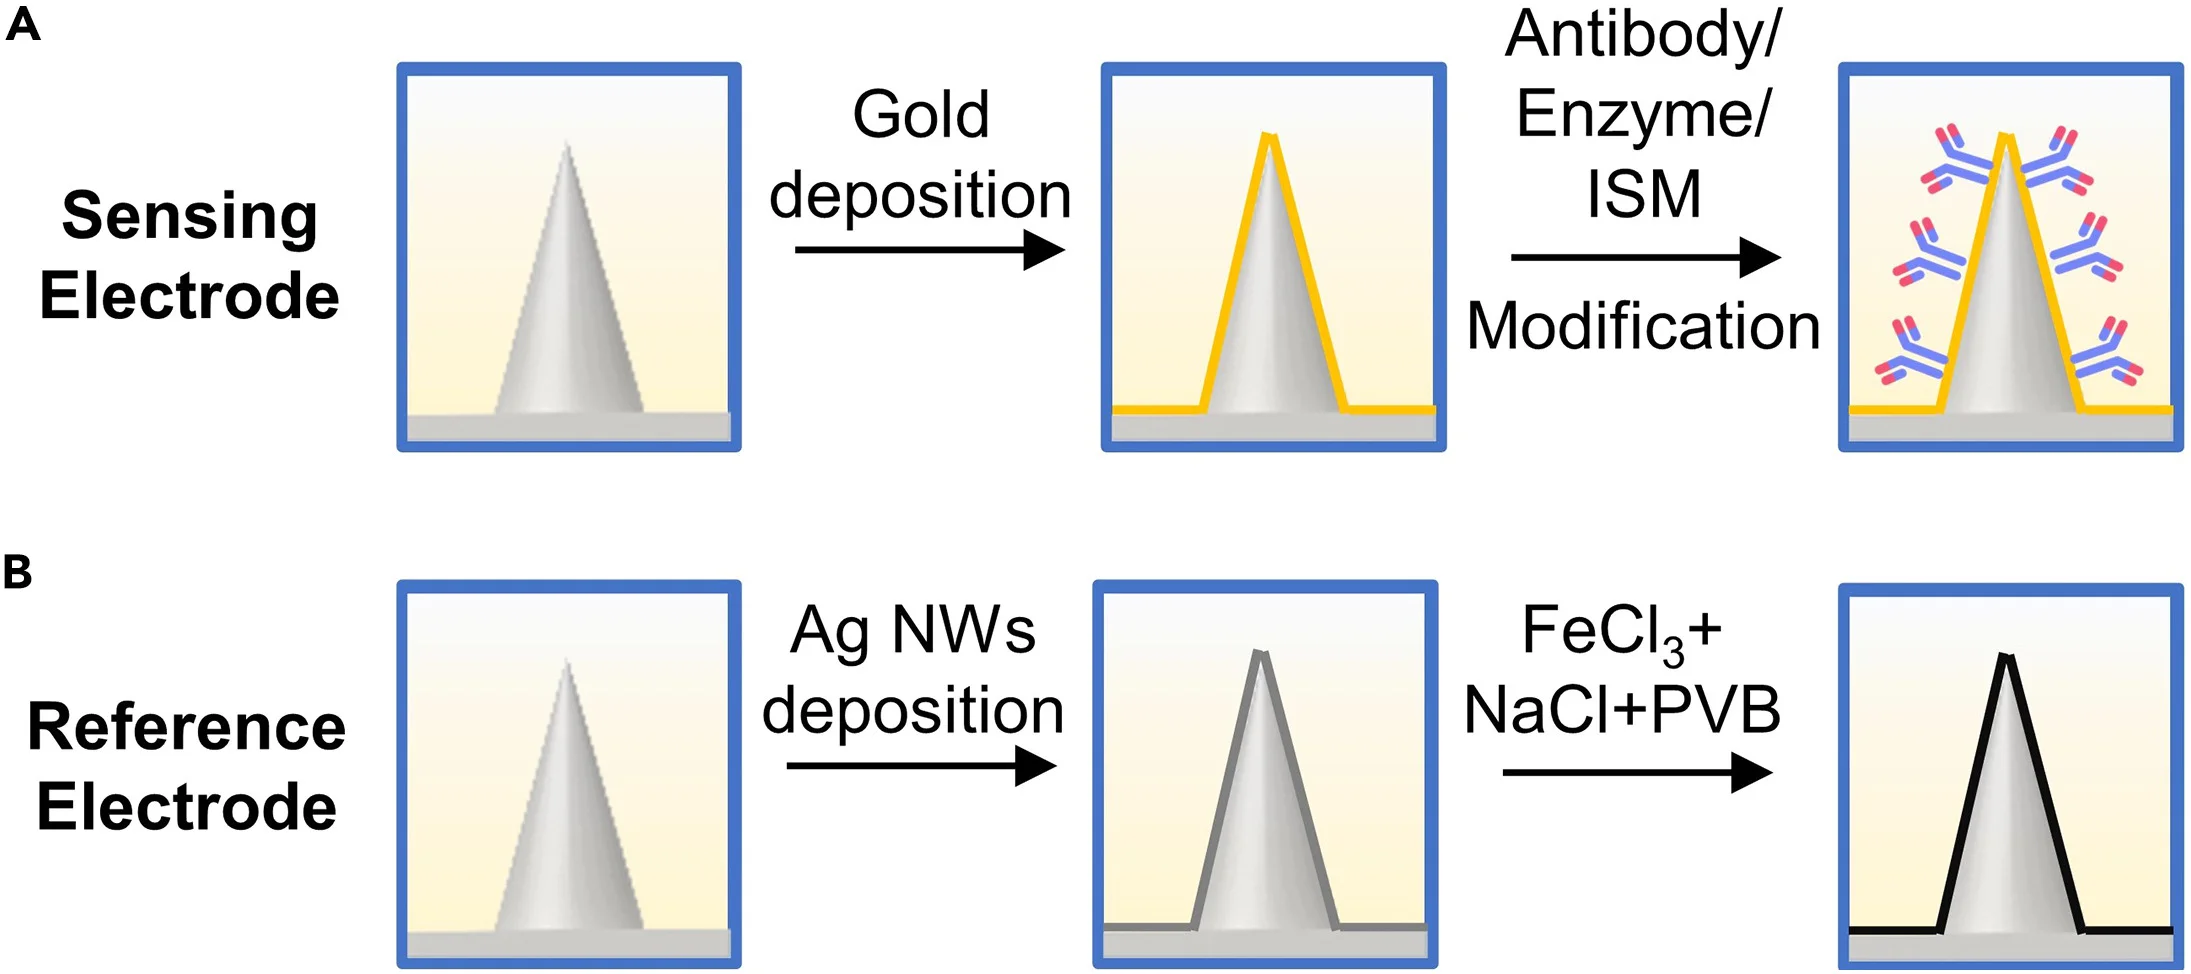 A
Sensing
Electrode
Gold
deposition
Antibody/
Enzyme/
ISM
Modification
B
Reference
Electrode
Ag NWs
deposition
FeCl₃+
NaCl+PVB